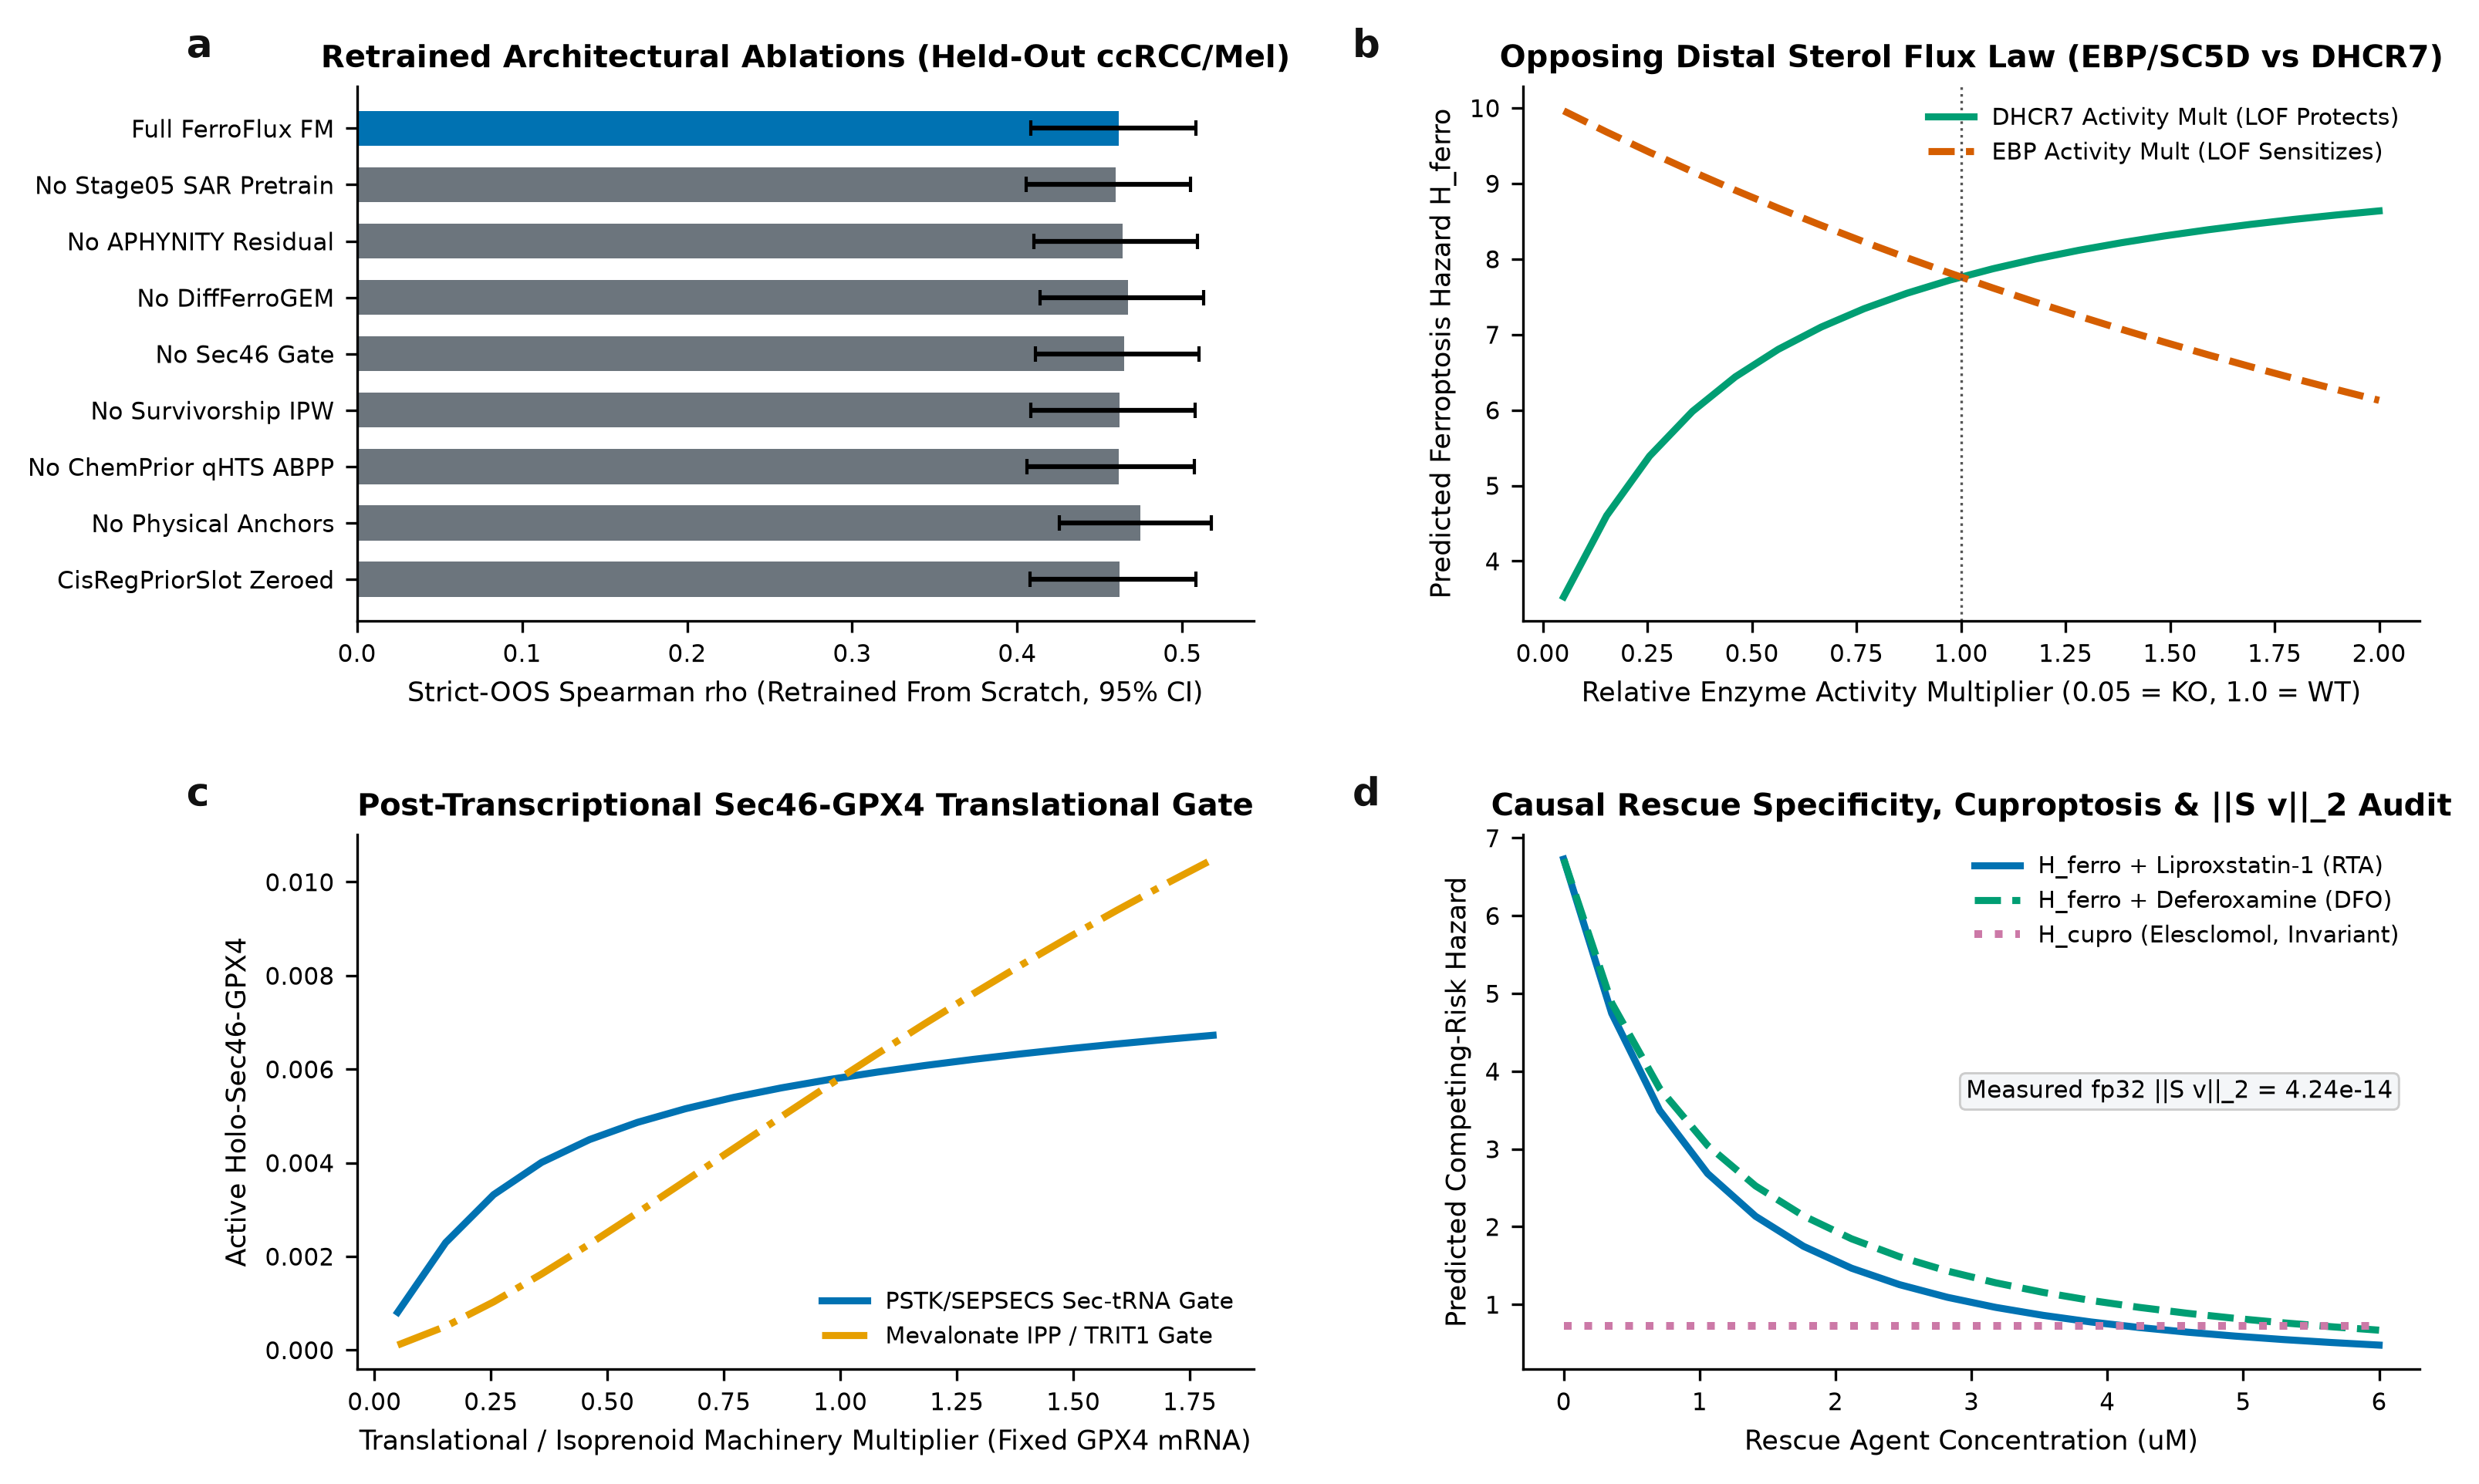 a
Retrained Architectural Ablations (Held-Out ccRCC/Mel)
Full FerroFlux FM
No Stage05 SAR Pretrain
No APHYNITY Residual
No DiffFerroGEM
No Sec46 Gate
No Survivorship IPW
No ChemPrior qHTS ABPP
No Physical Anchors
CisRegPriorSlot Zeroed
0.0 0.1 0.2 0.3 0.4 0.5
Strict-OOS Spearman rho (Retrained From Scratch, 95% CI)
b
Opposing Distal Sterol Flux Law (EBP/SC5D vs DHCR7)
Predicted Ferroptosis Hazard H_ferro
10
9
8
7
6
5
4
DHCR7 Activity Mult (LOF Protects)
EBP Activity Mult (LOF Sensitizes)
0.00 0.25 0.50 0.75 1.00 1.25 1.50 1.75 2.00
Relative Enzyme Activity Multiplier (0.05 = KO, 1.0 = WT)
c
Post-Transcriptional Sec46-GPX4 Translational Gate
Active Holo-Sec46-GPX4
0.010
0.008
0.006
0.004
0.002
0.000
PSTK/SEPSECS Sec-tRNA Gate
Mevalonate IPP / TRIT1 Gate
0.00 0.25 0.50 0.75 1.00 1.25 1.50 1.75
Translational / Isoprenoid Machinery Multiplier (Fixed GPX4 mRNA)
d
Causal Rescue Specificity, Cuproptosis & ||S v||_2 Audit
Predicted Competing-Risk Hazard
7
6
5
4
3
2
1
H_ferro + Liproxstatin-1 (RTA)
H_ferro + Deferoxamine (DFO)
H_cupro (Elesclomol, Invariant)
Measured fp32 ||S v||_2 = 4.24e-14
0 1 2 3 4 5 6
Rescue Agent Concentration (uM)